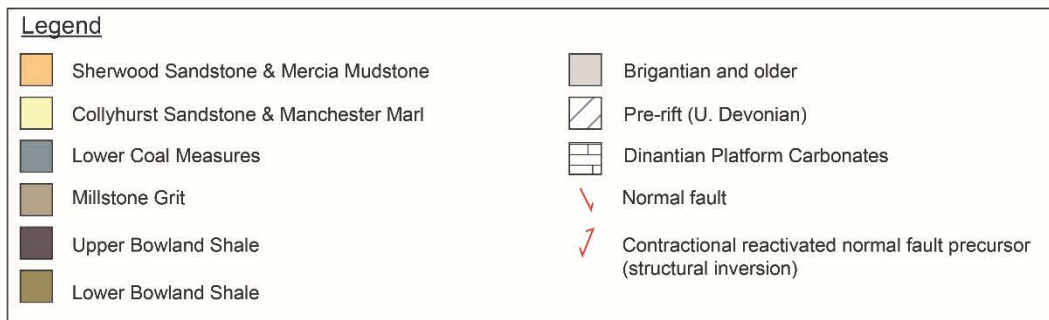 Legend
Sherwood Sandstone & Mercia Mudstone
Collyhurst Sandstone & Manchester Marl
Lower Coal Measures
Millstone Grit
Upper Bowland Shale
Lower Bowland Shale
Brigantian and older
Pre-rift (U. Devonian)
Dinantian Platform Carbonates
Normal fault
Contractional reactivated normal fault precursor
(structural inversion)